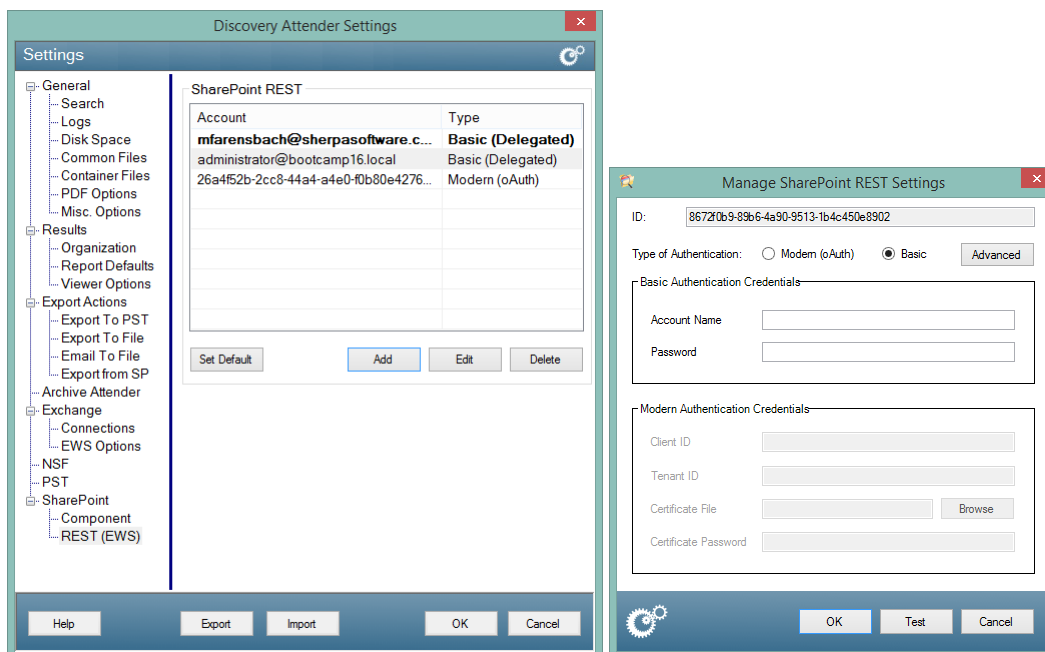 Discovery Attender Settings
Settings
General
Search
Logs
Disk Space
Common Files
Container Files
PDF Options
Misc. Options
Results
Organization
Report Defaults
Viewer Options
Export Actions
Export To PST
Export To File
Email To File
Export from SP
Archive Attender
Exchange
Connections
EWS Options
NSF
PST
SharePoint
Component
REST (EWS)
SharePoint REST
Account Type
mfarensbach@sherpasoftware.c... Basic (Delegated)
administrator@bootcamp16.local Basic (Delegated)
26a4f52b-2cc8-44a4-a4e0-f0b80e4276... Modern (oAuth)
Set Default Add Edit Delete
Help Export Import OK Cancel
Manage SharePoint REST Settings
ID: 8672f0b9-89b6-4a90-9513-1b4c450e8902
Type of Authentication: Modern (oAuth) Basic Advanced
Basic Authentication Credentials
Account Name
Password
Modern Authentication Credentials
Client ID
Tenant ID
Certificate File Browse
Certificate Password
OK Test Cancel